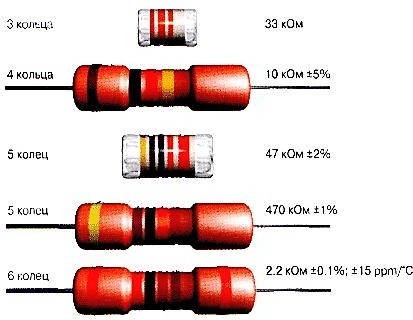 3 кольца 33 кОм
4 кольца 10 кОм ±5%
5 колец 47 кОм ±2%
5 колец 470 кОм ±1%
6 колец 2.2 кОм ±0.1%; ±15 ppm/°C